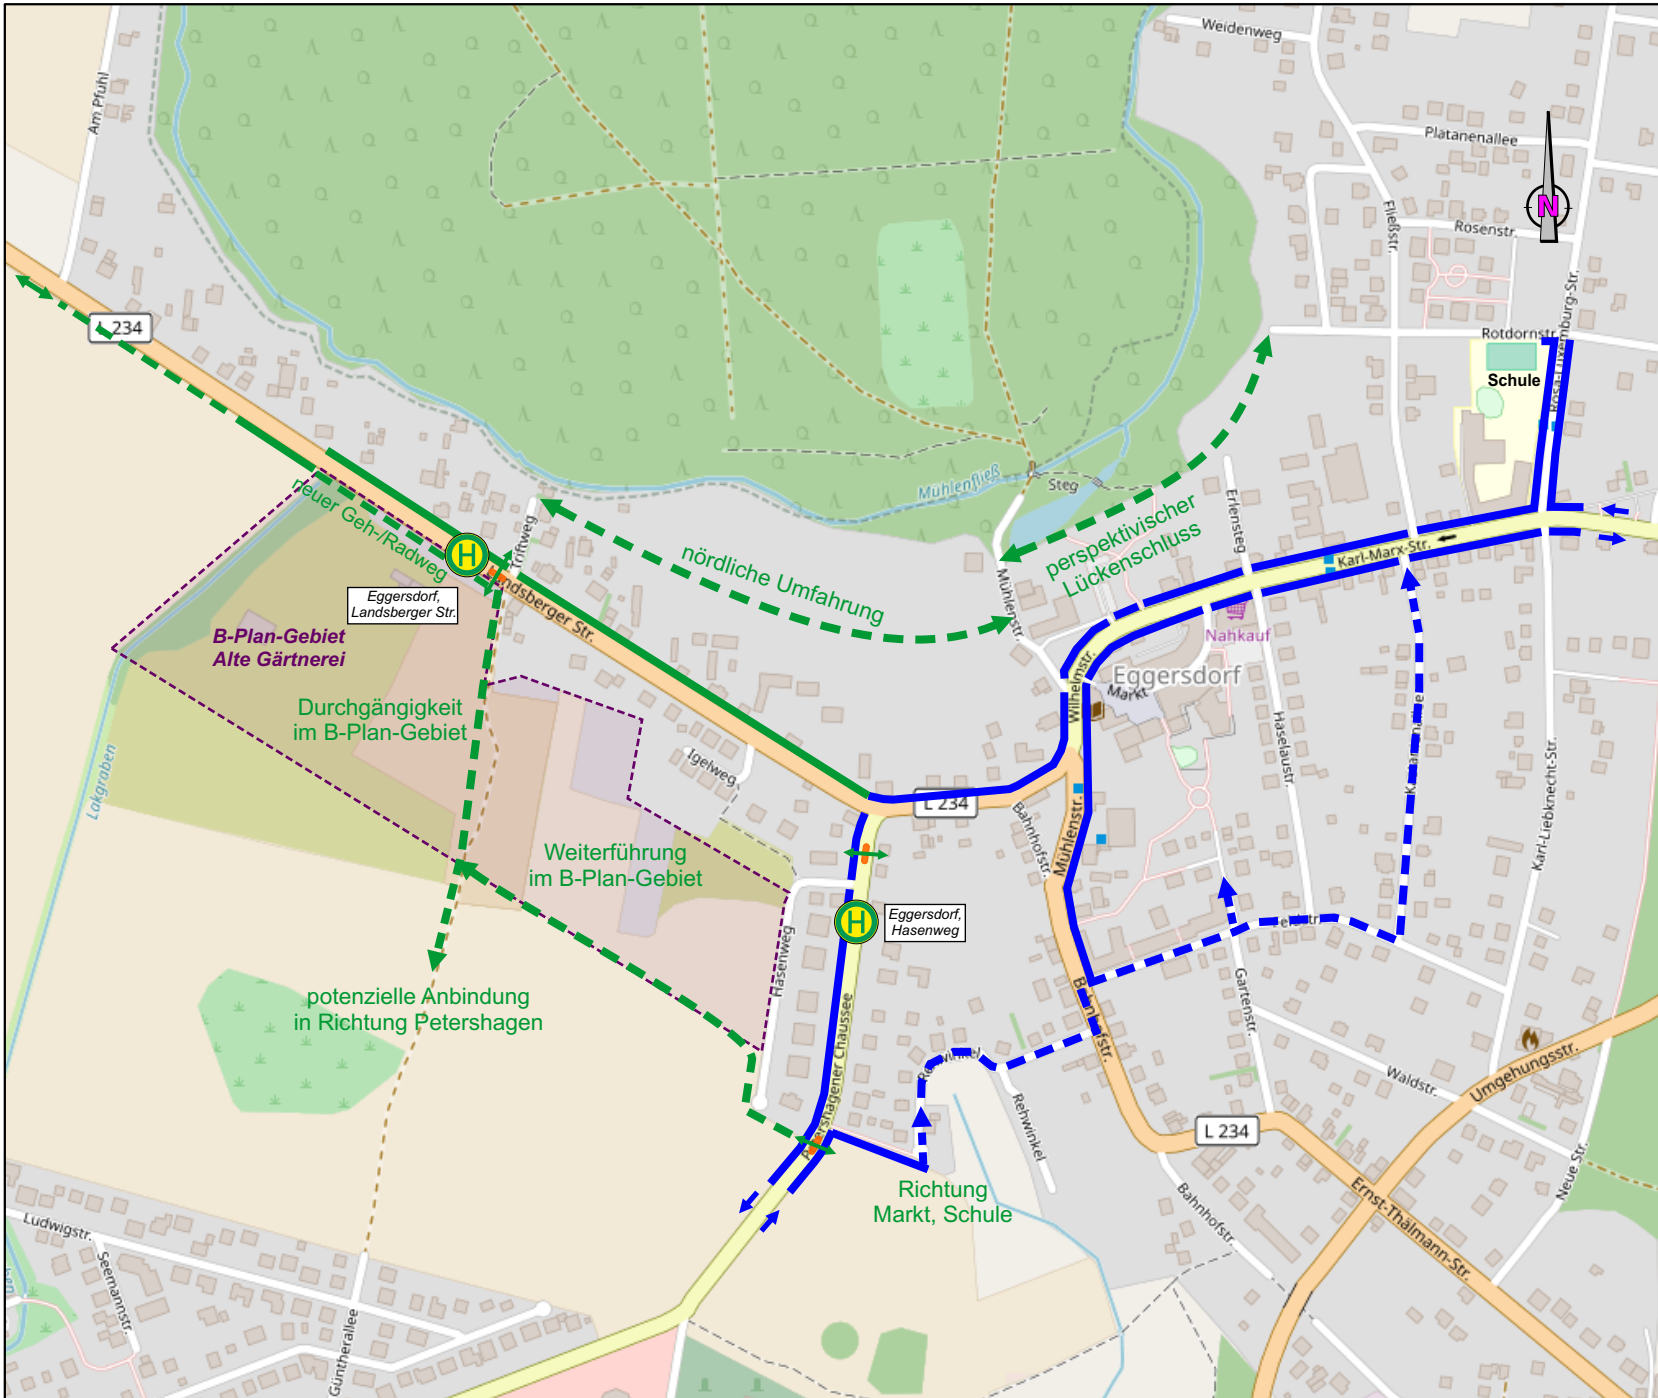 Weidenweg
Am Pfuhl
Platanenallee
N
Fließstr.
Rosenstr.
L 234
Rotdornstr.
Rosa-Luxemburg-Str.
Schule
Mühlenfließ
Steg
neuer Geh-/Radweg
H
Triftweg
Erlensteg
perspektivischer
Lückenschluss
nördliche Umfahrung
Karl-Marx-Str.
Eggersdorf,
Landsberger Str.
Landsberger Str.
Mühlenstr.
B-Plan-Gebiet
Alte Gärtnerei
Nahkauf
Eggersdorf
Markt
Wilhelmstr.
Durchgängigkeit
im B-Plan-Gebiet
Haselaustr.
Igelweg
Lakgraben
L 234
Karl-Liebknecht-Str.
Bahnhofstr.
Mühlenstr.
Weiterführung
im B-Plan-Gebiet
H
Eggersdorf,
Hasenweg
Hasenweg
Gartenstr.
potenzielle Anbindung
in Richtung Petershagen
Petershagener Chaussee
Bahnhofstr.
Rehwinkel
Rehwinkel
Waldstr.
Umgehungsstr.
L 234
Neue Str.
Richtung
Markt, Schule
Bahnhofstr.
Ernst-Thälmann-Str.
Ludwigstr.
Seemannstr.
Güntherallee